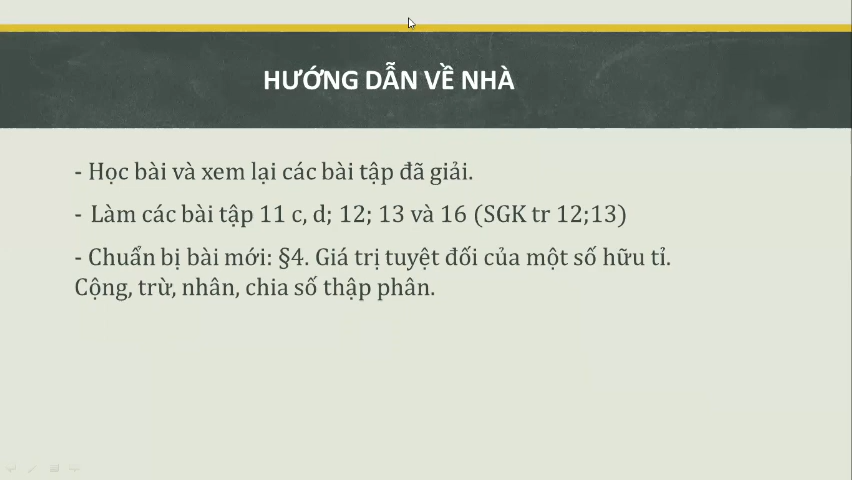 HƯỚNG DẪN VỀ NHÀ
- Học bài và xem lại các bài tập đã giải.
- Làm các bài tập 11 c, d; 12; 13 và 16 (SGK tr 12;13)
- Chuẩn bị bài mới: §4. Giá trị tuyệt đối của một số hữu tỉ.
Cộng, trừ, nhân, chia số thập phân.